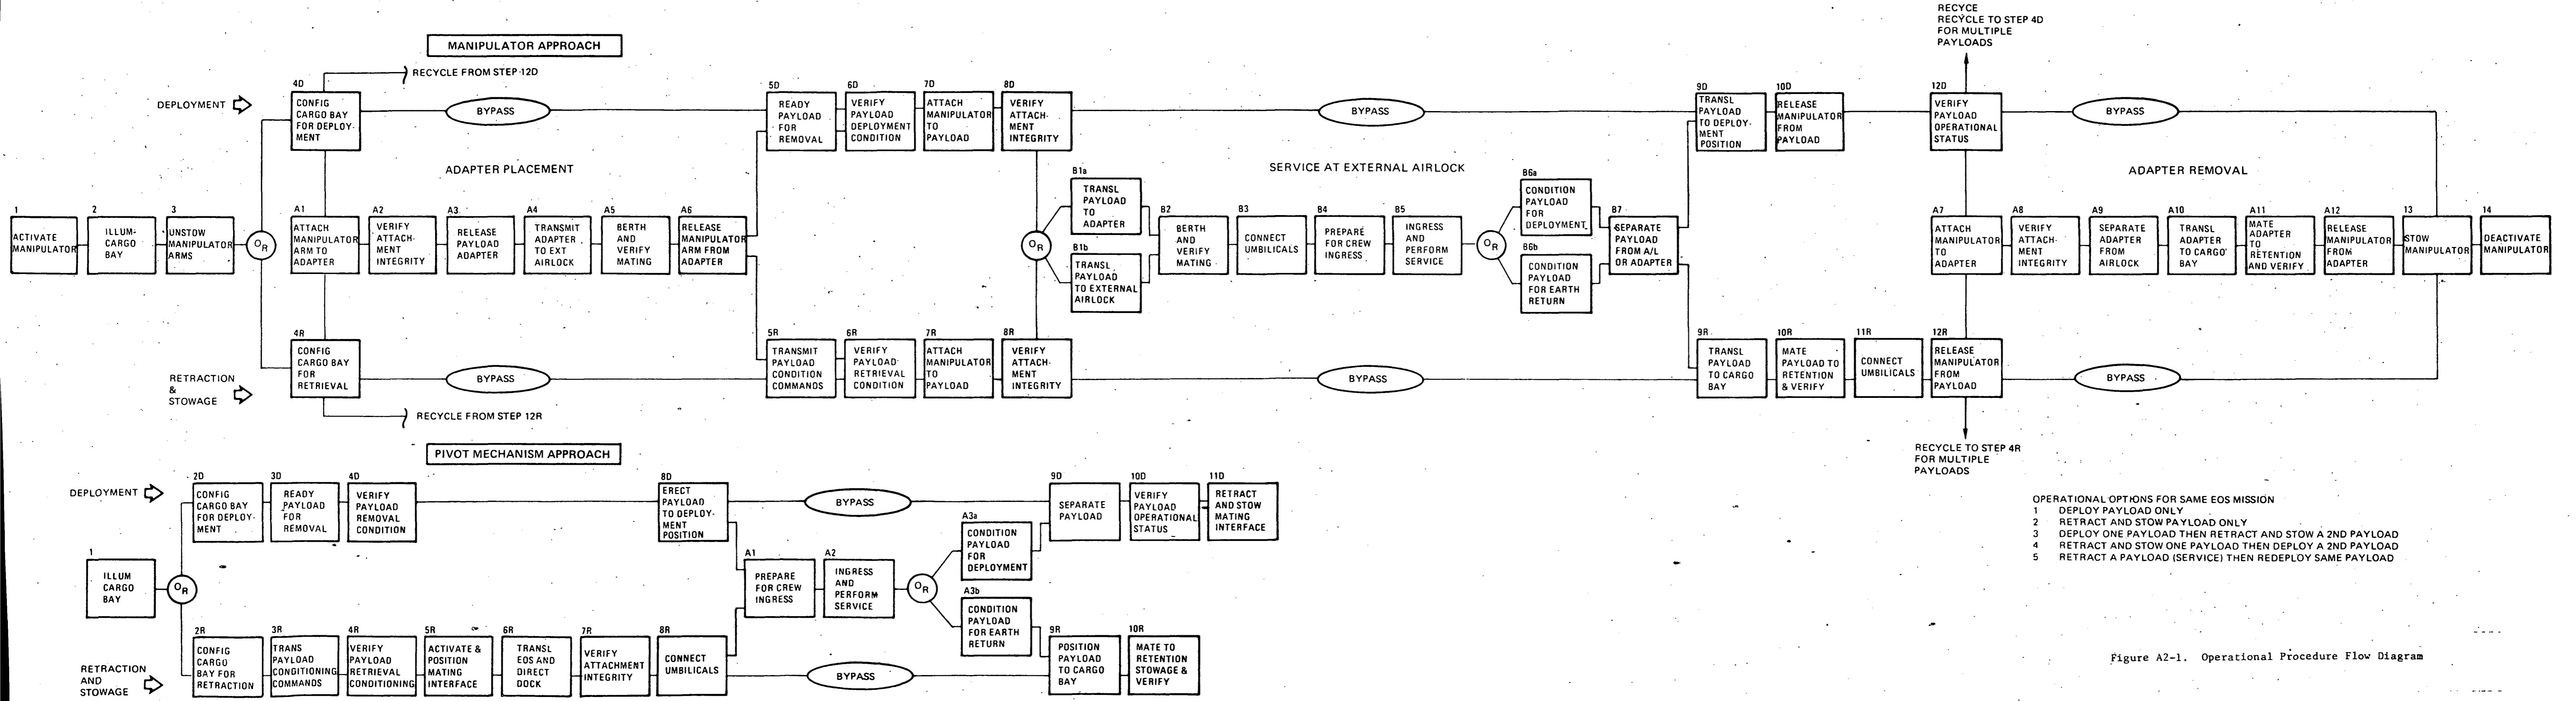 MANIPULATOR APPROACH
RECYCE
RECYCLE TO STEP 4D
FOR MULTIPLE
PAYLOADS
RECYCLE FROM STEP 12D
DEPLOYMENT
4D
CONFIG
CARGO BAY
FOR DEPLOY-
MENT
BYPASS
5D
READY
PAYLOAD
FOR
REMOVAL
6D
VERIFY
PAYLOAD
DEPLOYMENT
CONDITION
7D
ATTACH
MANIPULATOR
TO
PAYLOAD
8D
VERIFY
ATTACH-
MENT
INTEGRITY
BYPASS
9D
TRANSL
PAYLOAD
TO DEPLOY-
MENT
POSITION
10D
RELEASE
MANIPULATOR
FROM
PAYLOAD
12D
VERIFY
PAYLOAD
OPERATIONAL
STATUS
BYPASS
ADAPTER PLACEMENT
SERVICE AT EXTERNAL AIRLOCK
ADAPTER REMOVAL
1
ACTIVATE
MANIPULATOR
2
ILLUM-
CARGO
BAY
3
UNSTOW
MANIPULATOR
ARMS
OR
A1
ATTACH
MANIPULATOR
ARM TO
ADAPTER
A2
VERIFY
ATTACH-
MENT
INTEGRITY
A3
RELEASE
PAYLOAD
ADAPTER
A4
TRANSMIT
ADAPTER
TO EXT
AIRLOCK
A5
BERTH
AND
VERIFY
MATING
A6
RELEASE
MANIPULATOR
ARM FROM
ADAPTER
OR
B1a
TRANSL
PAYLOAD
TO
ADAPTER
B1b
TRANSL
PAYLOAD
TO EXTERNAL
AIRLOCK
B2
BERTH
AND
VERIFY
MATING
B3
CONNECT
UMBILICALS
B4
PREPARE
FOR CREW
INGRESS
B5
INGRESS
AND
PERFORM
SERVICE
OR
B6a
CONDITION
PAYLOAD
FOR
DEPLOYMENT
B6b
CONDITION
PAYLOAD
FOR EARTH
RETURN
B7
SEPARATE
PAYLOAD
FROM A/L
OR ADAPTER
A7
ATTACH
MANIPULATOR
TO
ADAPTER
A8
VERIFY
ATTACH-
MENT
INTEGRITY
A9
SEPARATE
ADAPTER
FROM
AIRLOCK
A10
TRANSL
ADAPTER
TO CARGO
BAY
A11
MATE
ADAPTER
TO
RETENTION
AND VERIFY
A12
RELEASE
MANIPULATOR
FROM
ADAPTER
13
STOW
MANIPULATOR
14
DEACTIVATE
MANIPULATOR
RETRACTION
&
STOWAGE
4R
CONFIG
CARGO BAY
FOR
RETRIEVAL
BYPASS
5R
TRANSMIT
PAYLOAD
CONDITION
COMMANDS
6R
VERIFY
PAYLOAD
RETRIEVAL
CONDITION
7R
ATTACH
MANIPULATOR
TO
PAYLOAD
8R
VERIFY
ATTACH-
MENT
INTEGRITY
BYPASS
9R
TRANSL
PAYLOAD
TO CARGO
BAY
10R
MATE
PAYLOAD TO
RETENTION
& VERIFY
11R
CONNECT
UMBILICALS
12R
RELEASE
MANIPULATOR
FROM
PAYLOAD
BYPASS
RECYCLE FROM STEP 12R
RECYCLE TO STEP 4R
FOR MULTIPLE
PAYLOADS
PIVOT MECHANISM APPROACH
DEPLOYMENT
2D
CONFIG
CARGO BAY
FOR DEPLOY-
MENT
3D
READY
PAYLOAD
FOR
REMOVAL
4D
VERIFY
PAYLOAD
REMOVAL
CONDITION
8D
ERECT
PAYLOAD
TO DEPLOY-
MENT
POSITION
BYPASS
9D
SEPARATE
PAYLOAD
10D
VERIFY
PAYLOAD
OPERATIONAL
STATUS
11D
RETRACT
AND STOW
MATING
INTERFACE
1
ILLUM
CARGO
BAY
OR
A1
PREPARE
FOR CREW
INGRESS
A2
INGRESS
AND
PERFORM
SERVICE
OR
A3a
CONDITION
PAYLOAD
FOR
DEPLOYMENT
A3b
CONDITION
PAYLOAD
FOR EARTH
RETURN
RETRACTION
AND
STOWAGE
2R
CONFIG
CARGO
BAY FOR
RETRACTION
3R
TRANS
PAYLOAD
CONDITIONING
COMMANDS
4R
VERIFY
PAYLOAD
RETRIEVAL
CONDITIONING
5R
ACTIVATE &
POSITION
MATING
INTERFACE
6R
TRANSL
EOS AND
DIRECT
DOCK
7R
VERIFY
ATTACHMENT
INTEGRITY
8R
CONNECT
UMBILICALS
BYPASS
9R
POSITION
PAYLOAD
TO CARGO
BAY
10R
MATE TO
RETENTION
STOWAGE &
VERIFY
OPERATIONAL OPTIONS FOR SAME EOS MISSION
1 DEPLOY PAYLOAD ONLY
2 RETRACT AND STOW PAYLOAD ONLY
3 DEPLOY ONE PAYLOAD THEN RETRACT AND STOW A 2ND PAYLOAD
4 RETRACT AND STOW ONE PAYLOAD THEN DEPLOY A 2ND PAYLOAD
5 RETRACT A PAYLOAD (SERVICE) THEN REDEPLOY SAME PAYLOAD
Figure A2-1. Operational Procedure Flow Diagram